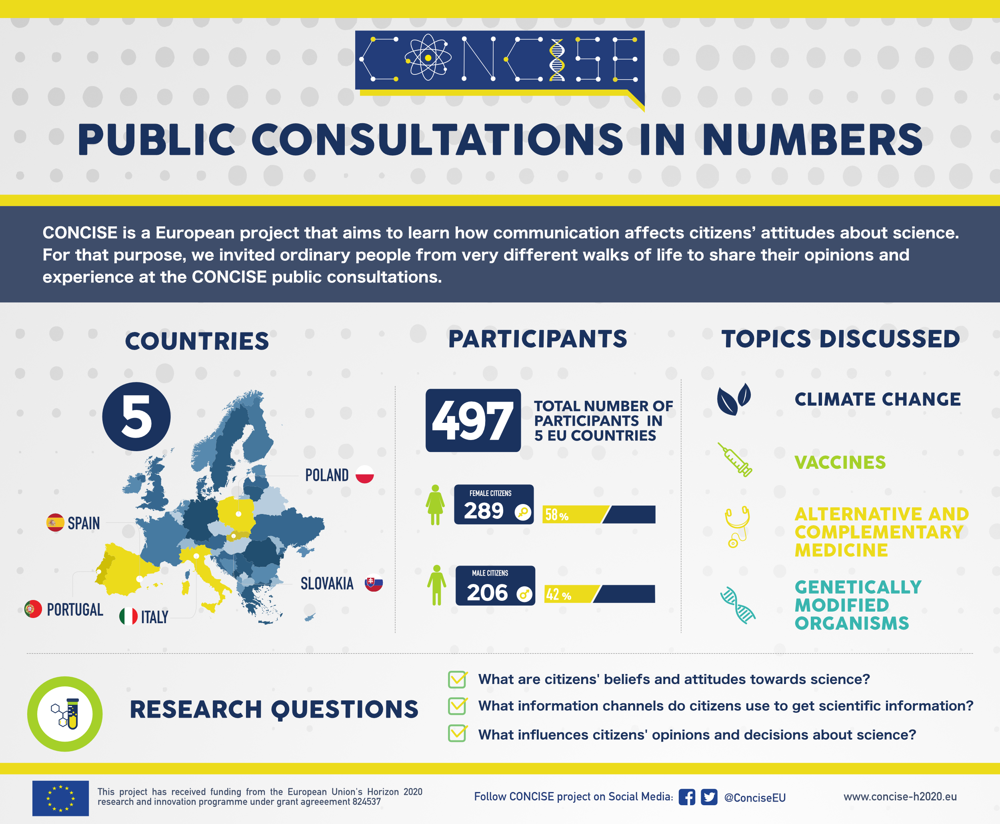 CONCISE
PUBLIC CONSULTATIONS IN NUMBERS
CONCISE is a European project that aims to learn how communication affects citizens’ attitudes about science.
For that purpose, we invited ordinary people from very different walks of life to share their opinions and
experience at the CONCISE public consultations.
COUNTRIES
5
POLAND
SPAIN
SLOVAKIA
PORTUGAL
ITALY
PARTICIPANTS
497
TOTAL NUMBER OF
PARTICIPANTS IN
5 EU COUNTRIES
FEMALE CITIZENS
289
58 %
MALE CITIZENS
206
42 %
TOPICS DISCUSSED
CLIMATE CHANGE
VACCINES
ALTERNATIVE AND
COMPLEMENTARY
MEDICINE
GENETICALLY
MODIFIED
ORGANISMS
RESEARCH QUESTIONS
What are citizens' beliefs and attitudes towards science?
What information channels do citizens use to get scientific information?
What influences citizens' opinions and decisions about science?
This project has received funding from the European Union's Horizon 2020
research and innovation programme under grant agreeement 824537
Follow CONCISE project on Social Media:
@ConciseEU
www.concise-h2020.eu